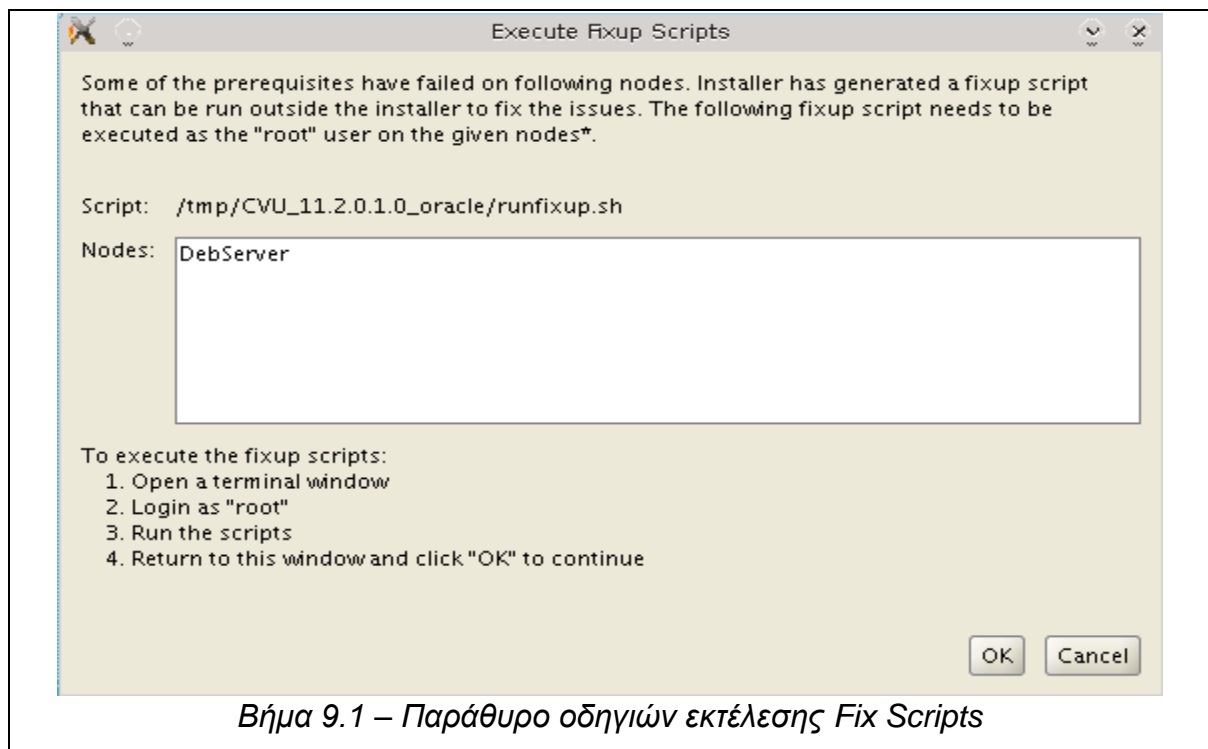 Execute Fixup Scripts
Some of the prerequisites have failed on following nodes. Installer has generated a fixup script
that can be run outside the installer to fix the issues. The following fixup script needs to be
executed as the "root" user on the given nodes*.
Script: /tmp/CVU_11.2.0.1.0_oracle/runfixup.sh
Nodes: DebServer
To execute the fixup scripts:
1. Open a terminal window
2. Login as "root"
3. Run the scripts
4. Return to this window and click "OK" to continue
OK Cancel
Βήμα 9.1 – Παράθυρο οδηγιών εκτέλεσης Fix Scripts